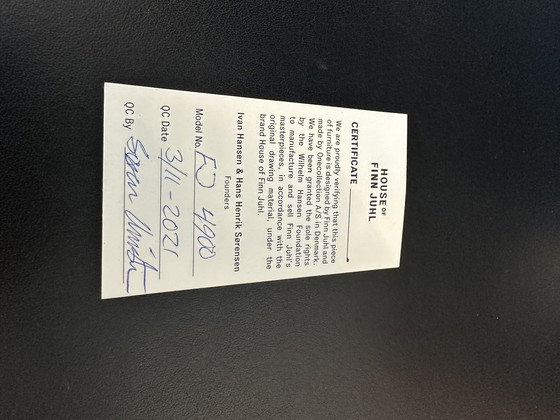 HOUSE OF
FINN JUHL
CERTIFICATE
We are proudly verifying that this piece
of furniture is designed by Finn Juhl and
made by Onecollection A/S in Denmark.
We have been granted the sole rights
by the Wilhelm Hansen Foundation
to manufacture and sell Finn Juhl's
masterpieces, in accordance with the
original drawing material, under the
brand House of Finn Juhl.
Ivan Hansen & Hans Henrik Sørensen
Founders
Model No. EJ 4900
QC Date 3/11-2021
QC By